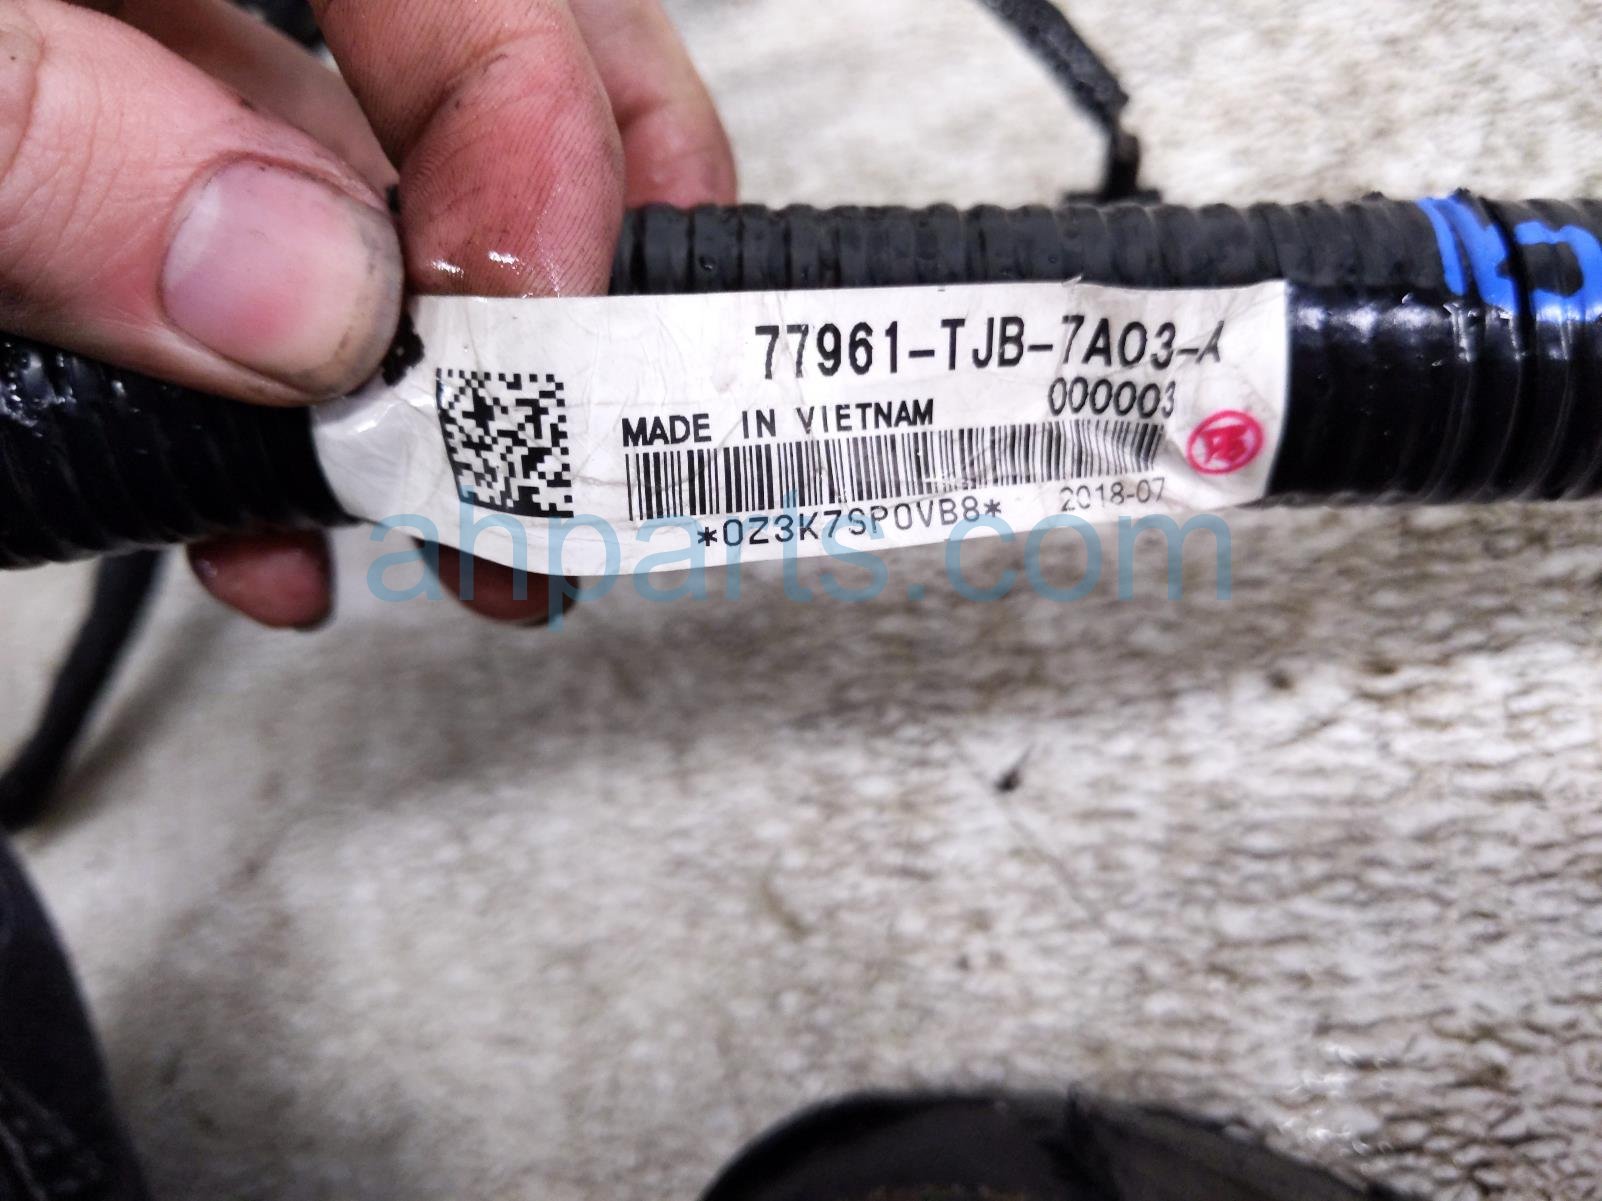 77961-TJB-7A03-A
000003
MADE IN VIETNAM
*0Z3K7SP0VB8* 2018-07
ahparts.com